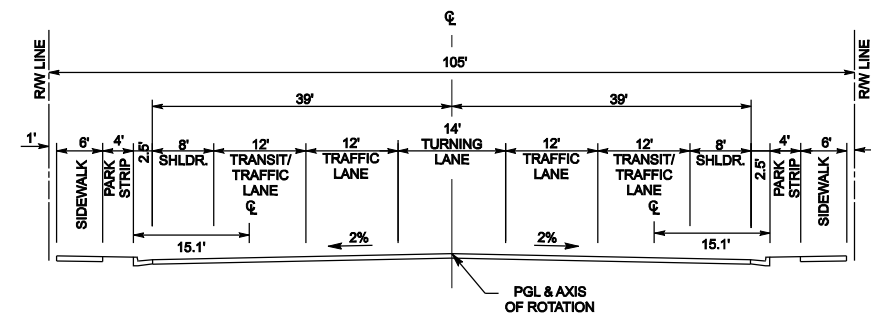 ℄
105'
R/W LINE
R/W LINE
39'
39'
1'
6'
4'
2.5'
8'
SHLDR.
12'
TRANSIT/
TRAFFIC
LANE
℄
12'
TRAFFIC
LANE
14'
TURNING
LANE
12'
TRAFFIC
LANE
12'
TRANSIT/
TRAFFIC
LANE
℄
8'
SHLDR.
2.5'
4'
6'
SIDEWALK
PARK
STRIP
PARK
STRIP
SIDEWALK
15.1'
2%
2%
15.1'
PGL & AXIS
OF ROTATION